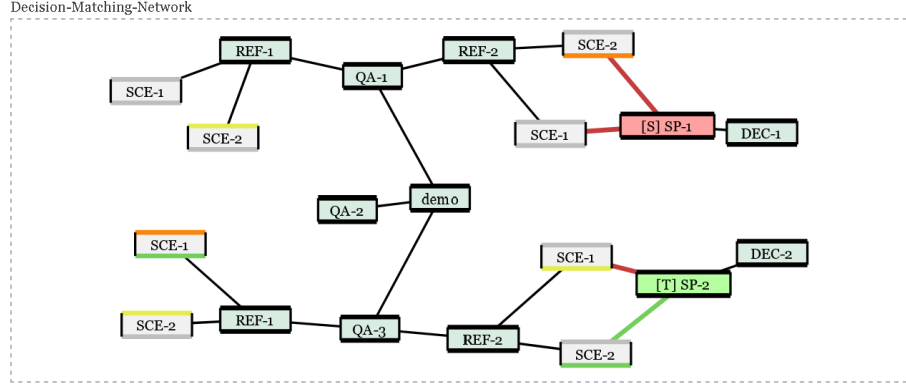 Decision-Matching-Network
REF-1
REF-2
SCE-2
QA-1
SCE-1
SCE-2
SCE-1
[S] SP-1
DEC-1
QA-2
demo
SCE-1
SCE-1
DEC-2
[T] SP-2
SCE-2
REF-1
QA-3
REF-2
SCE-2